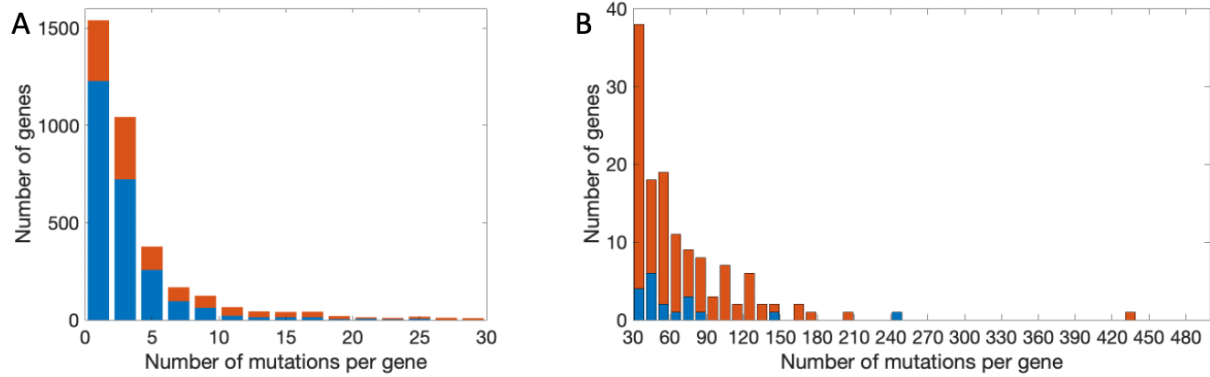 A
1500
1000
500
0
Number of genes
0 5 10 15 20 25 30
Number of mutations per gene
B
40
30
20
10
0
Number of genes
30 60 90 120 150 180 210 240 270 300 330 360 390 420 450 480
Number of mutations per gene